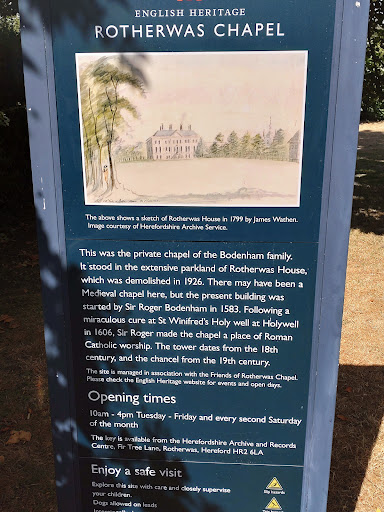 ENGLISH HERITAGE
ROTHERWAS CHAPEL
The above shows a sketch of Rotherwas House in 1799 by James Wathen.
Image courtesy of Herefordshire Archive Service.
This was the private chapel of the Bodenham family.
It stood in the extensive parkland of Rotherwas House,
which was demolished in 1926. There may have been a
Medieval chapel here, but the present building was
started by Sir Roger Bodenham in 1583. Following a
miraculous cure at St Winifred's Holy well at Holywell
in 1606, Sir Roger made the chapel a place of Roman
Catholic worship. The tower dates from the 18th
century, and the chancel from the 19th century.
The site is managed in association with the Friends of Rotherwas Chapel.
Please check the English Heritage website for events and open days.
Opening times
10am - 4pm Tuesday - Friday and every second Saturday
of the month
The key is available from the Herefordshire Archive and Records
Centre, Fir Tree Lane, Rotherwas, Hereford HR2 6LA
Enjoy a safe visit
Explore this site with care and closely supervise
your children.
Dogs allowed on leads
Slip hazards